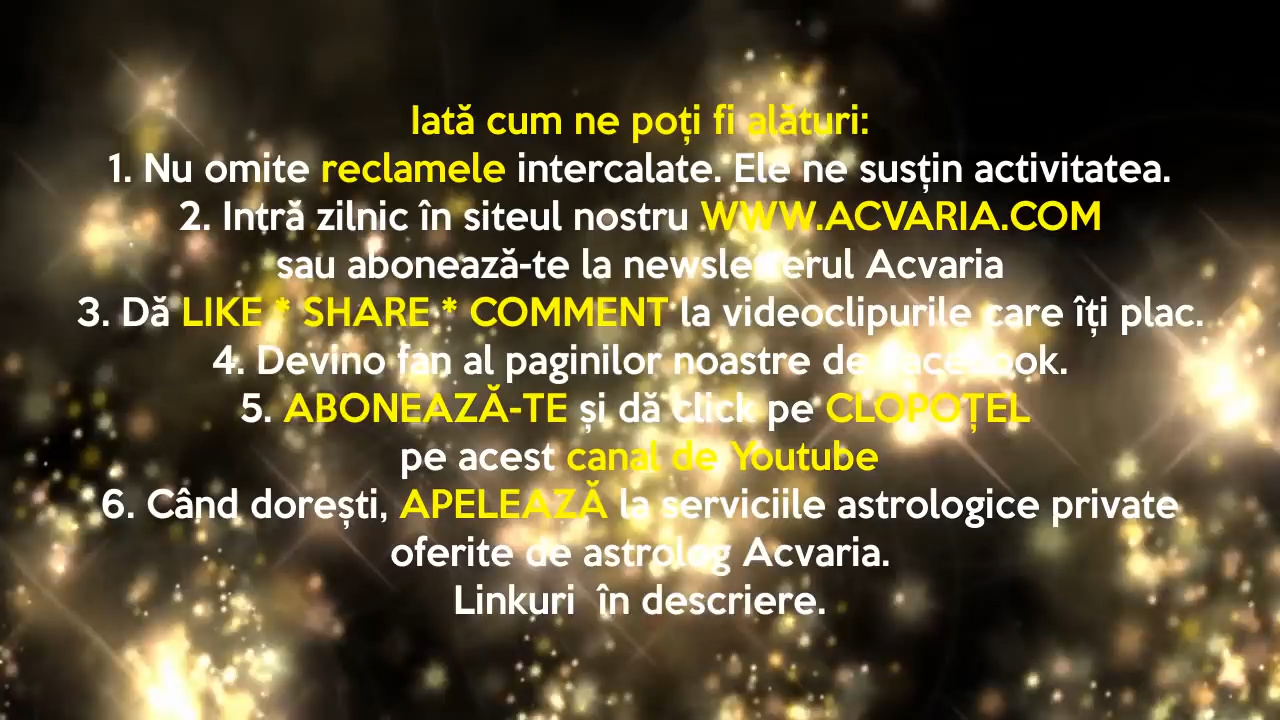 Iată cum ne poți fi alături:
1. Nu omite reclamele intercalate. Ele ne susțin activitatea.
2. Intră zilnic în siteul nostru WWW.ACVARIA.COM
sau abonează-te la newsletterul Acvaria
3. Dă LIKE * SHARE * COMMENT la videoclipurile care îți plac.
4. Devino fan al paginilor noastre de Facebook.
5. ABONEAZĂ-TE și dă click pe CLOPOȚEL
pe acest canal de Youtube
6. Când dorești, APELEAZĂ la serviciile astrologice private
oferite de astrolog Acvaria.
Linkuri  în descriere.